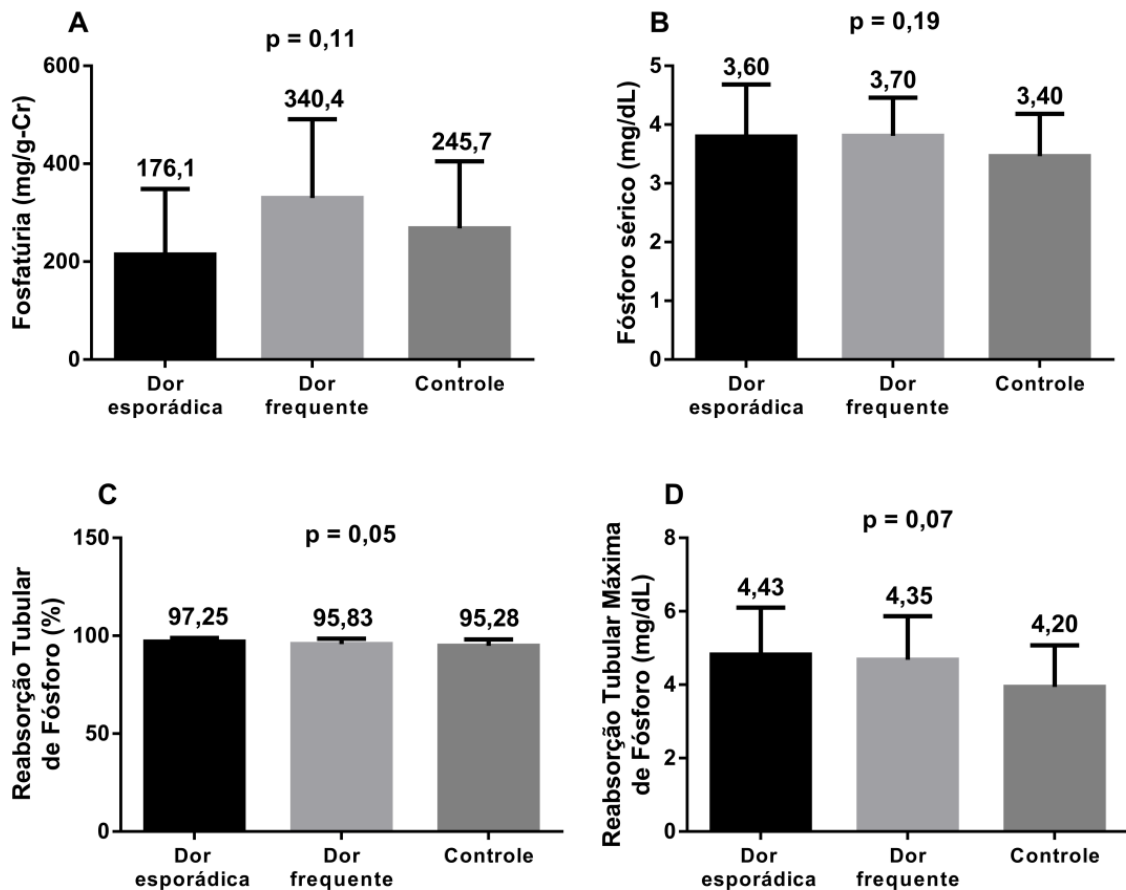 A
p = 0,11
Fosfatúria (mg/g-Cr)
600
400
200
0
176,1
340,4
245,7
Dor
esporádica
Dor
frequente
Controle
B
p = 0,19
Fósforo sérico (mg/dL)
5
4
3
2
1
0
3,60
3,70
3,40
Dor
esporádica
Dor
frequente
Controle
C
p = 0,05
Reabsorção Tubular
de Fósforo (%)
150
100
50
0
97,25
95,83
95,28
Dor
esporádica
Dor
frequente
Controle
D
p = 0,07
Reabsorção Tubular Máxima
de Fósforo (mg/dL)
8
6
4
2
0
4,43
4,35
4,20
Dor
esporádica
Dor
frequente
Controle